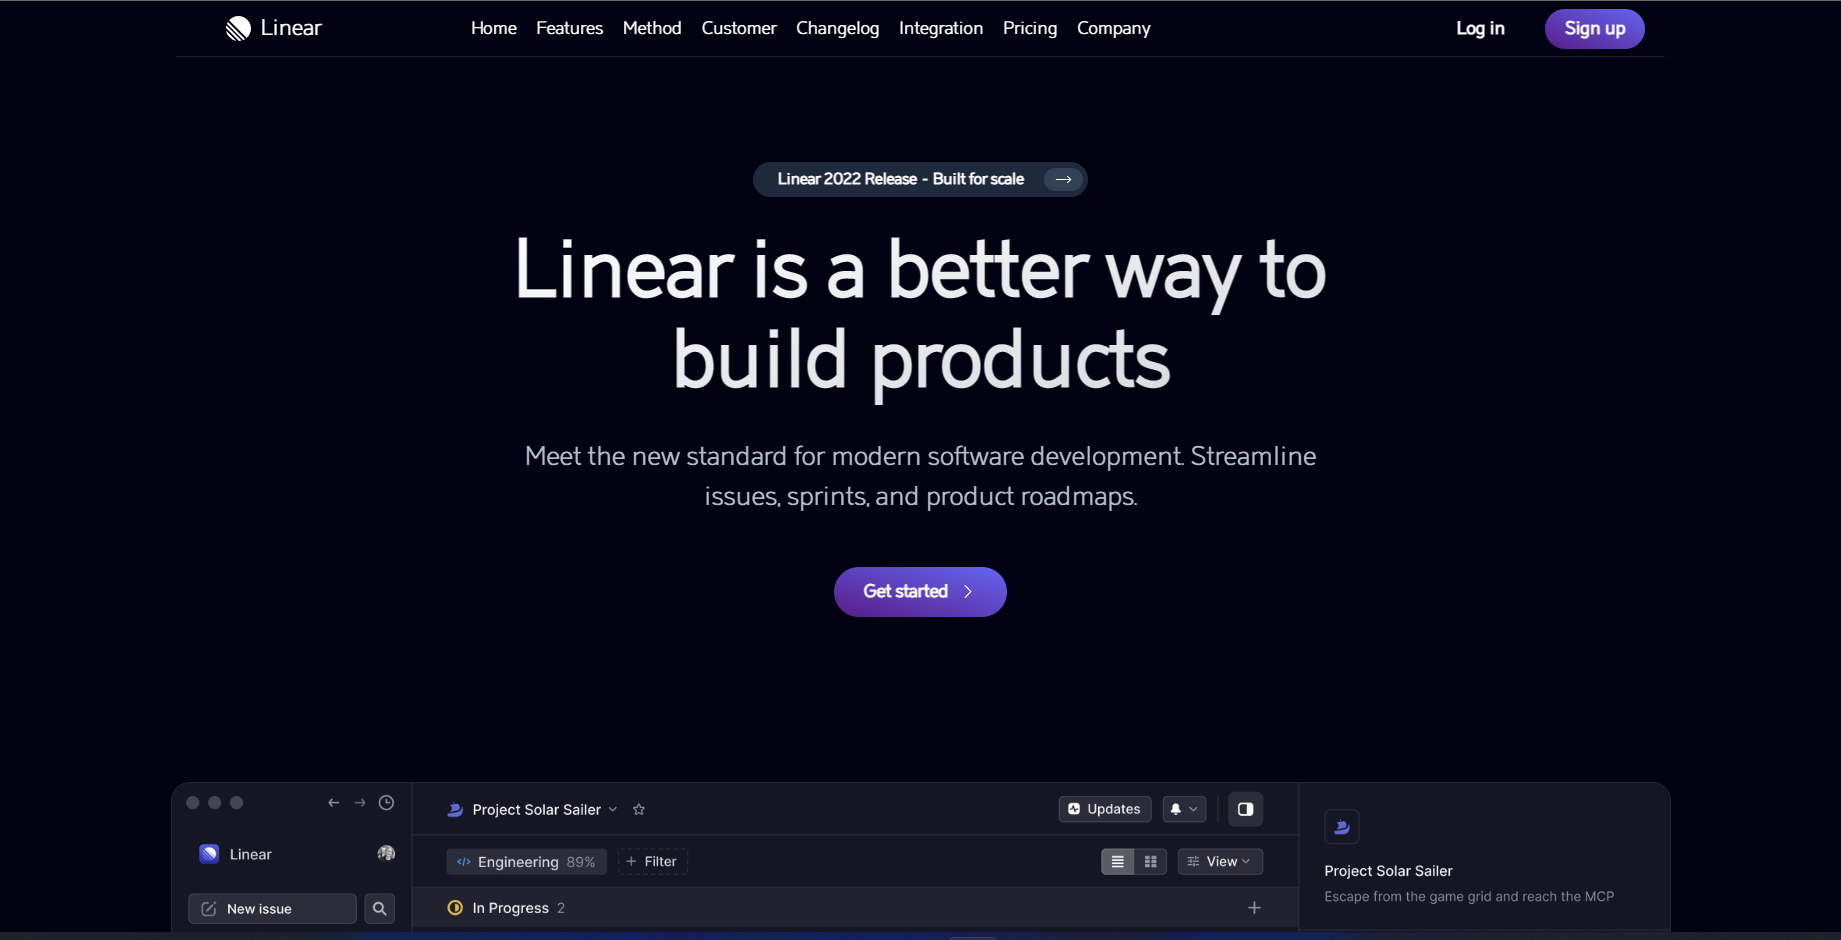 Linear
Home Features Method Customer Changelog Integration Pricing Company
Log in
Sign up
Linear 2022 Release - Built for scale
Linear is a better way to
build products
Meet the new standard for modern software development. Streamline
issues, sprints, and product roadmaps.
Get started
Linear
New issue
Project Solar Sailer
Updates
Engineering 89%
Filter
View
In Progress 2
Project Solar Sailer
Escape from the game grid and reach the MCP